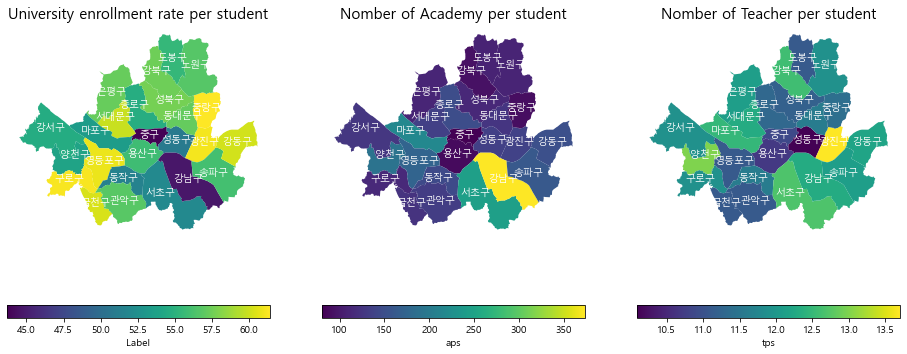 University enrollment rate per student
도봉구
강북구
노원구
은평구
성북구
종로구
중랑구
서대문구
동대문구
강서구
마포구
중구
성동구
광진구
강동구
용산구
양천구
영등포구
송파구
구로구
동작구
강남구
서초구
금천구
관악구
45.0 47.5 50.0 52.5 55.0 57.5 60.0
Label
Nomber of Academy per student
도봉구
강북구
노원구
은평구
성북구
종로구
중랑구
서대문구
동대문구
강서구
마포구
중구
성동구
광진구
강동구
용산구
양천구
영등포구
송파구
구로구
동작구
강남구
서초구
금천구
관악구
100 150 200 250 300 350
aps
Nomber of Teacher per student
도봉구
강북구
노원구
은평구
성북구
종로구
중랑구
서대문구
동대문구
강서구
마포구
중구
성동구
광진구
강동구
용산구
양천구
영등포구
송파구
구로구
동작구
강남구
서초구
금천구
관악구
10.5 11.0 11.5 12.0 12.5 13.0 13.5
tps